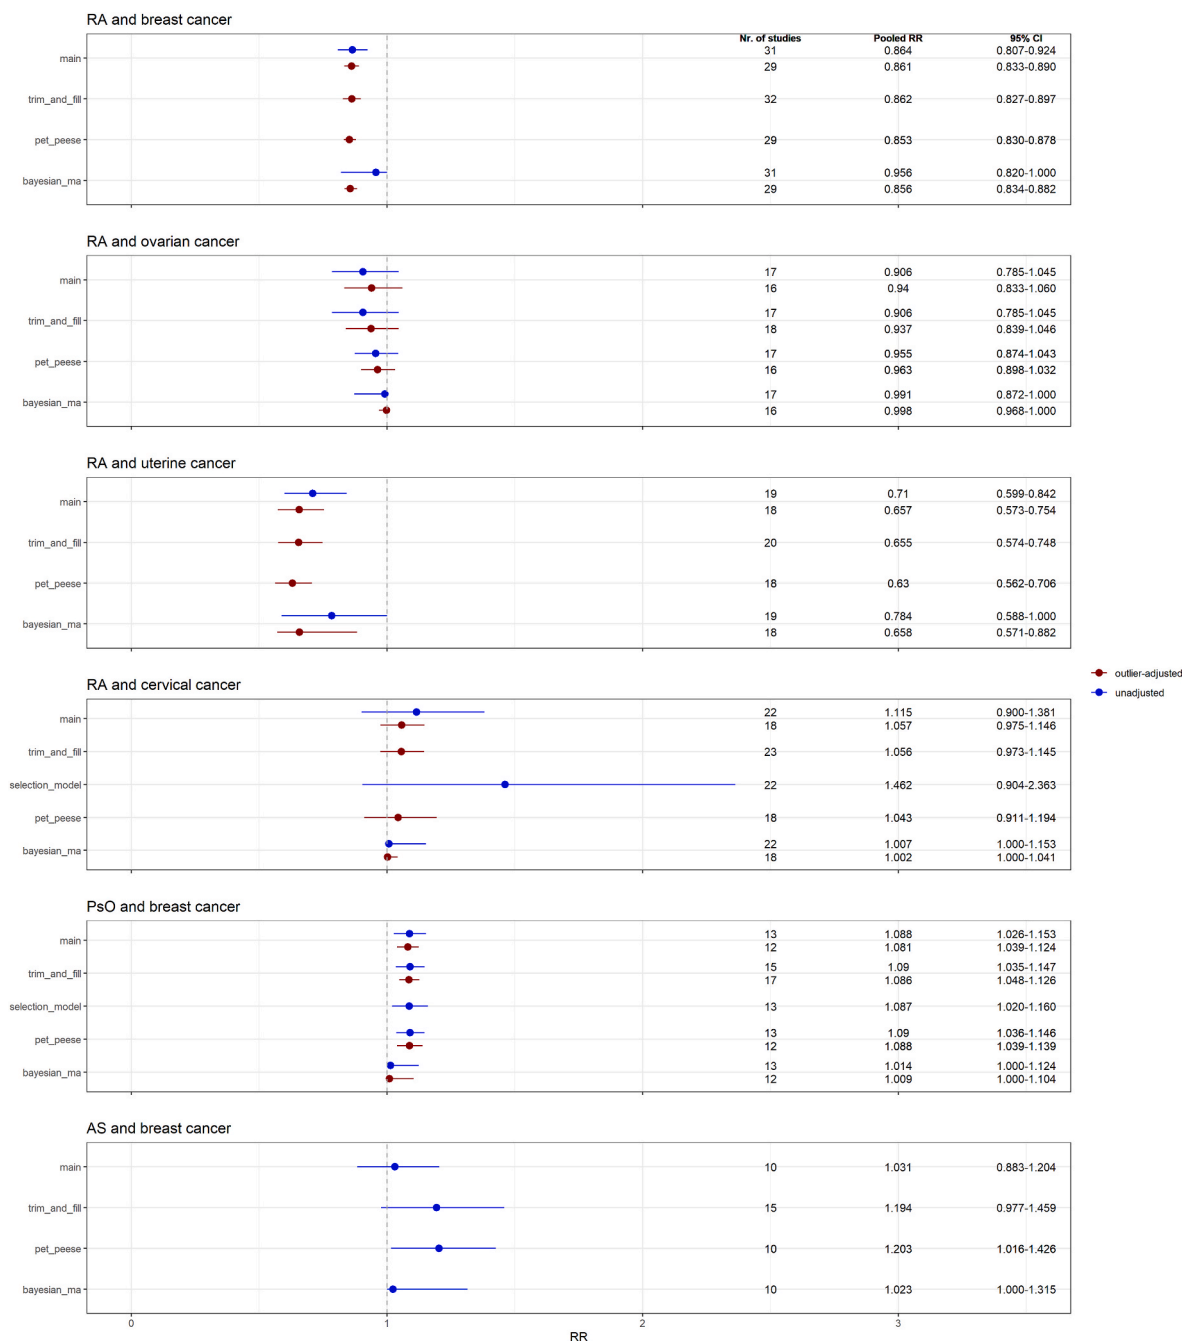 RA and breast cancer
Nr. of studies Pooled RR 95% CI
31 0.864 0.807-0.924
main
29 0.861 0.833-0.890
trim_and_fill 32 0.862 0.827-0.897
pet_peese 29 0.853 0.830-0.878
31 0.956 0.820-1.000
bayesian_ma
29 0.856 0.834-0.882
RA and ovarian cancer
17 0.906 0.785-1.045
main
16 0.94 0.833-1.060
17 0.906 0.785-1.045
trim_and_fill
18 0.937 0.839-1.046
17 0.955 0.874-1.043
pet_peese
16 0.963 0.898-1.032
17 0.991 0.872-1.000
bayesian_ma
16 0.998 0.968-1.000
RA and uterine cancer
19 0.71 0.599-0.842
main
18 0.657 0.573-0.754
trim_and_fill 20 0.655 0.574-0.748
pet_peese 18 0.63 0.562-0.706
19 0.784 0.588-1.000
bayesian_ma
18 0.658 0.571-0.882
outlier-adjusted
unadjusted
RA and cervical cancer
22 1.115 0.900-1.381
main
18 1.057 0.975-1.146
trim_and_fill 23 1.056 0.973-1.145
selection_model 22 1.462 0.904-2.363
pet_peese 18 1.043 0.911-1.194
22 1.007 1.000-1.153
bayesian_ma
18 1.002 1.000-1.041
PsO and breast cancer
13 1.088 1.026-1.153
main
12 1.081 1.039-1.124
15 1.09 1.035-1.147
trim_and_fill
17 1.086 1.048-1.126
selection_model 13 1.087 1.020-1.160
13 1.09 1.036-1.146
pet_peese
12 1.088 1.039-1.139
13 1.014 1.000-1.124
bayesian_ma
12 1.009 1.000-1.104
AS and breast cancer
main 10 1.031 0.883-1.204
trim_and_fill 15 1.194 0.977-1.459
pet_peese 10 1.203 1.016-1.426
bayesian_ma 10 1.023 1.000-1.315
0 1 2 3
RR